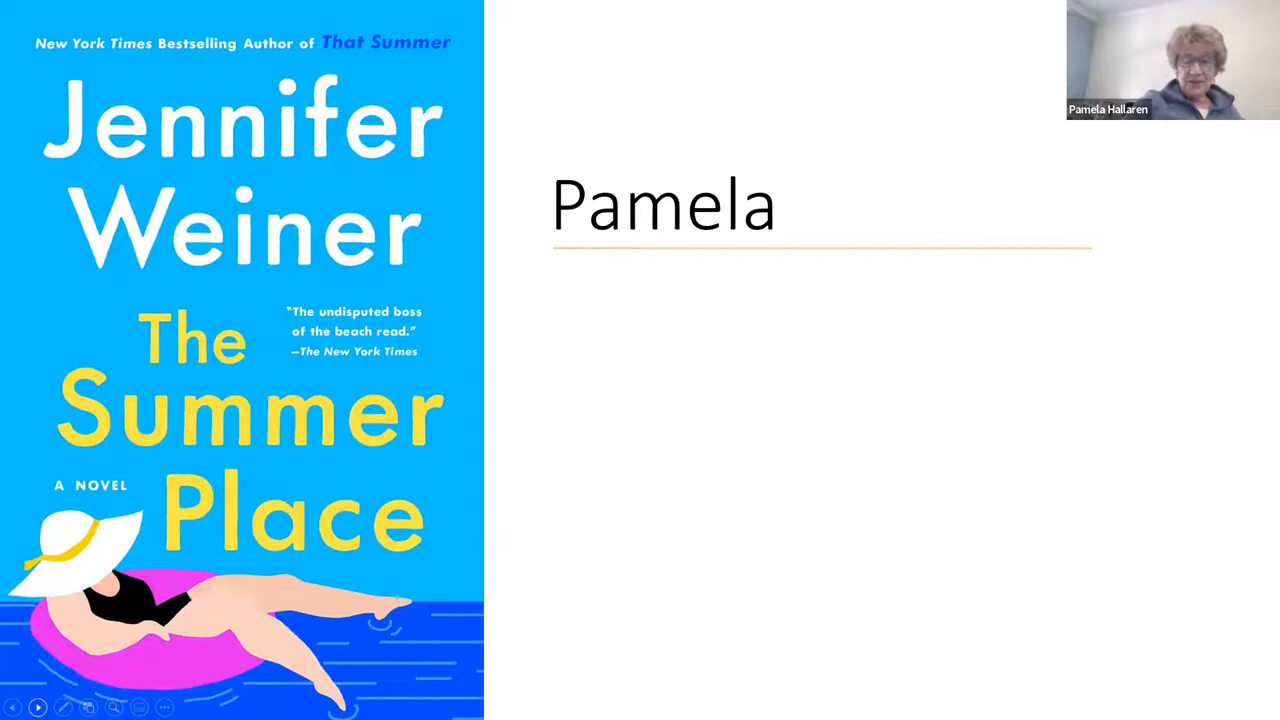 New York Times Bestselling Author of That Summer
Jennifer
Weiner
The
Summer
Place
"The undisputed boss
of the beach read."
—The New York Times
A NOVEL
Pamela
Pamela Hallaren